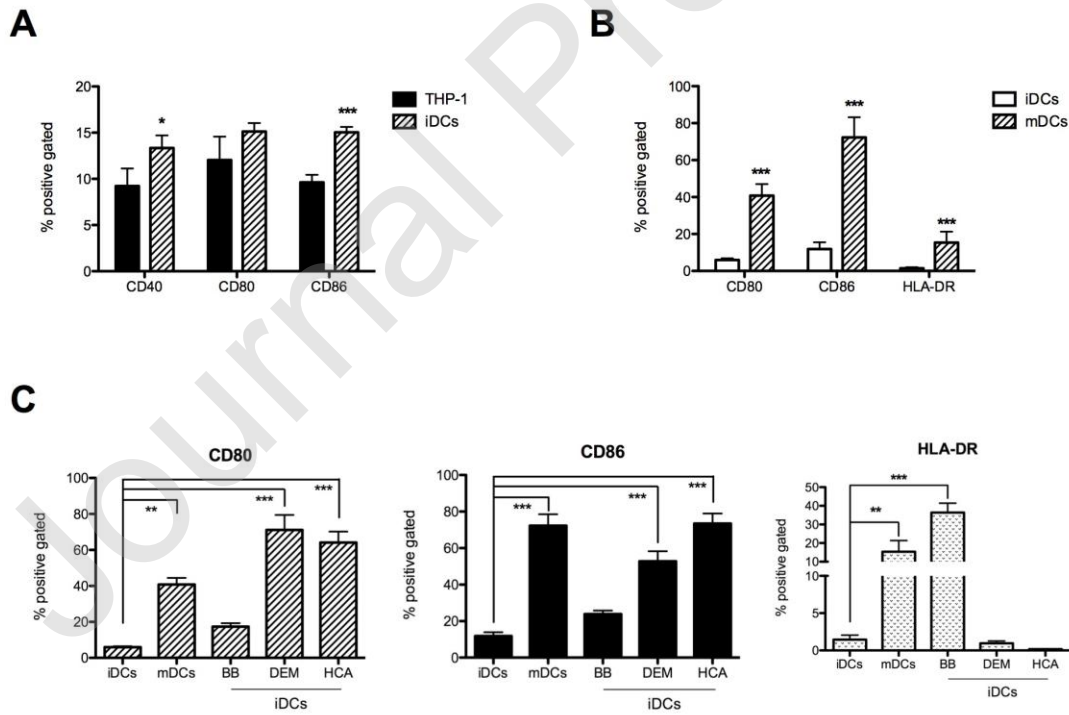 A
B
20
15
10
5
0
% positive gated
*
***
CD40
CD80
CD86
THP-1
iDCs
100
80
60
40
20
0
% positive gated
***
***
***
CD80
CD86
HLA-DR
iDCs
mDCs
C
CD80
100
80
60
40
20
0
% positive gated
**
***
***
iDCs
mDCs
BB
DEM
HCA
iDCs
CD86
100
80
60
40
20
0
% positive gated
***
***
***
iDCs
mDCs
BB
DEM
HCA
iDCs
HLA-DR
50
40
30
20
10
10
5
0
% positive gated
**
***
iDCs
mDCs
BB
DEM
HCA
iDCs
Journal Pr